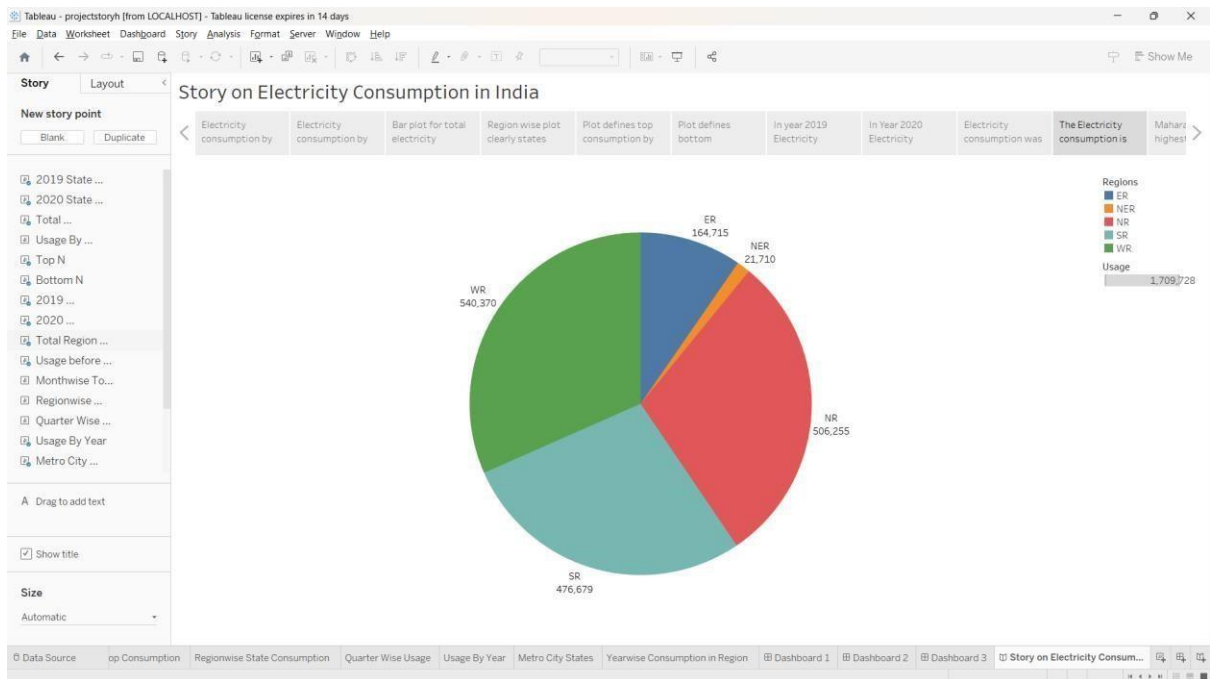 Tableau - projectstoryh [from LOCALHOST] - Tableau license expires in 14 days
File Data Worksheet Dashboard Story Analysis Format Server Window Help
Show Me
Story Layout
New story point
Blank Duplicate
2019 State ...
2020 State ...
Total ...
Usage By ...
Top N
Bottom N
2019 ...
2020 ...
Total Region ...
Usage before ...
Monthwise To...
Regionwise ...
Quarter Wise ...
Usage By Year
Metro City ...
A Drag to add text
Show title
Size
Automatic
Story on Electricity Consumption in India
Electricity
consumption by
Electricity
consumption by
Bar plot for total
electricity
Region wise plot
clearly states
Plot defines top
consumption by
Plot defines
bottom
In year 2019
Electricity
In Year 2020
Electricity
Electricity
consumption was
The Electricity
consumption is
Mahara
highest
ER
164,715
NER
21,710
WR
540,370
NR
506,255
SR
476,679
Regions
ER
NER
NR
SR
WR
Usage
1,709,728
Data Source op Consumption Regionwise State Consumption Quarter Wise Usage Usage By Year Metro City States Yearwise Consumption in Region Dashboard 1 Dashboard 2 Dashboard 3 Story on Electricity Consum...